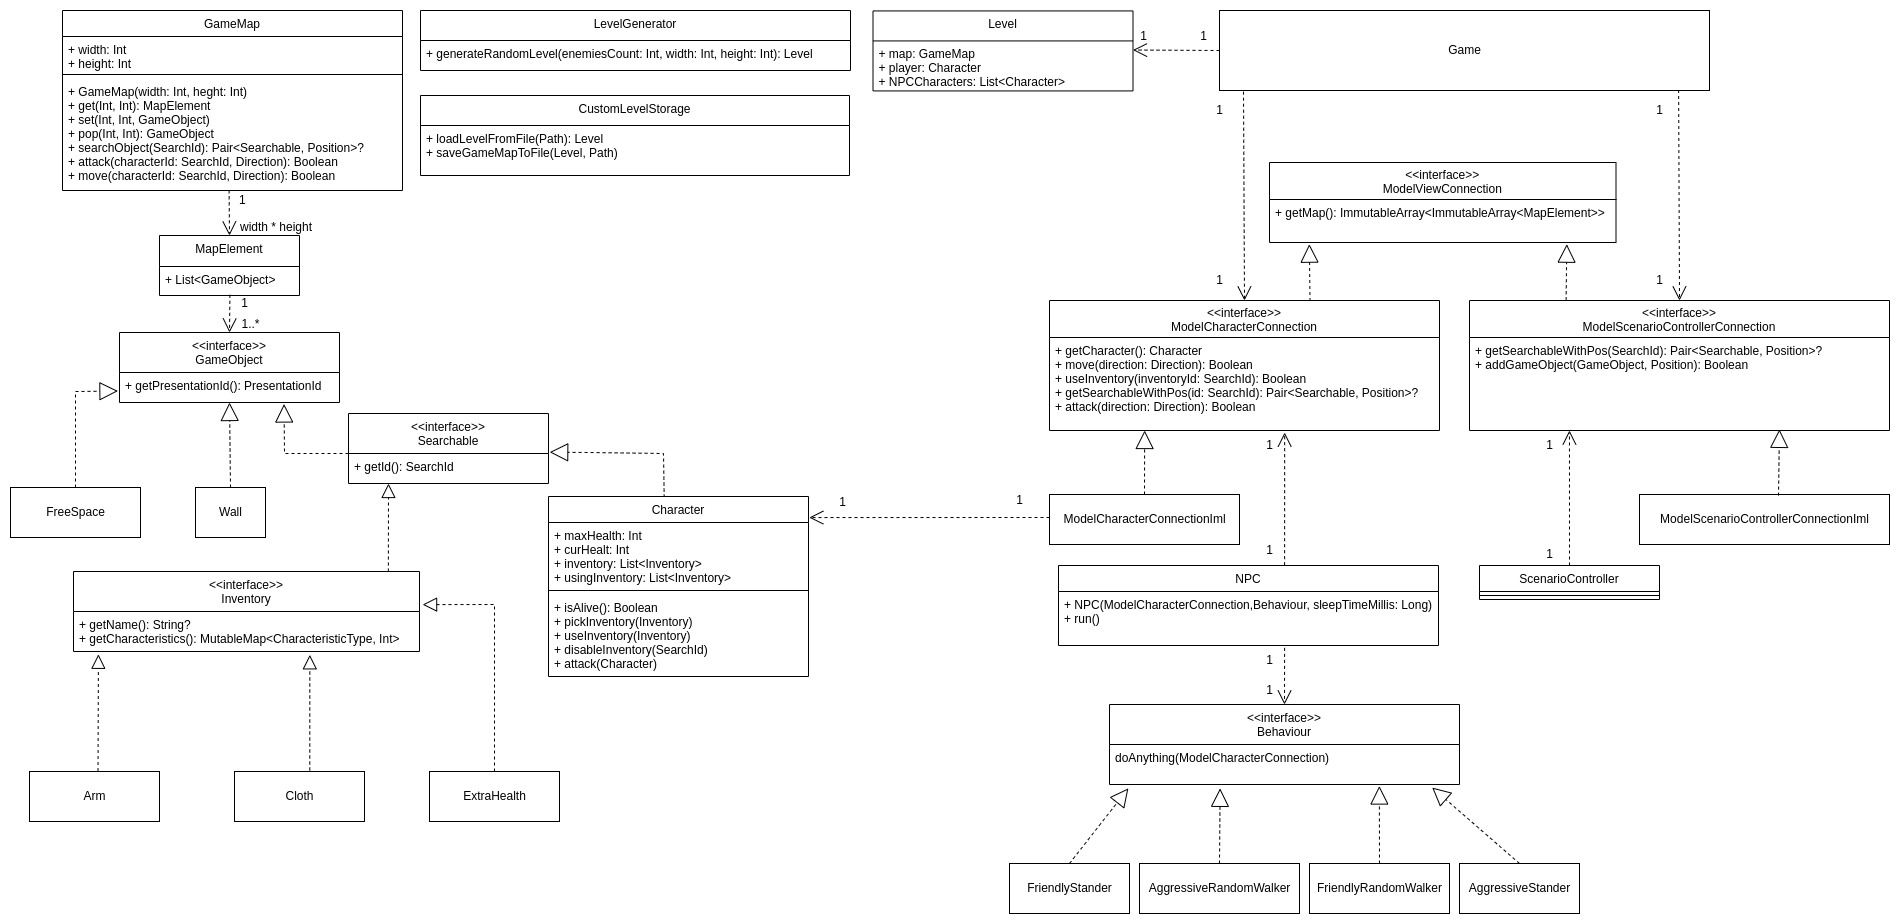 GameMap
+ width: Int
+ height: Int
+ GameMap(width: Int, heght: Int)
+ get(Int, Int): MapElement
+ set(Int, Int, GameObject)
+ pop(Int, Int): GameObject
+ searchObject(SearchId): Pair<Searchable, Position>?
+ attack(characterId: SearchId, Direction): Boolean
+ move(characterId: SearchId, Direction): Boolean
LevelGenerator
+ generateRandomLevel(enemiesCount: Int, width: Int, height: Int): Level
CustomLevelStorage
+ loadLevelFromFile(Path): Level
+ saveGameMapToFile(Level, Path)
Level
+ map: GameMap
+ player: Character
+ NPCCharacters: List<Character>
1
1
Game
1
1
<<interface>>
ModelViewConnection
+ getMap(): ImmutableArray<ImmutableArray<MapElement>>
1
width * height
MapElement
+ List<GameObject>
1
1..*
1
1
<<interface>>
GameObject
+ getPresentationId(): PresentationId
<<interface>>
ModelCharacterConnection
+ getCharacter(): Character
+ move(direction: Direction): Boolean
+ useInventory(inventoryId: SearchId): Boolean
+ getSearchableWithPos(id: SearchId): Pair<Searchable, Position>?
+ attack(direction: Direction): Boolean
<<interface>>
ModelScenarioControllerConnection
+ getSearchableWithPos(SearchId): Pair<Searchable, Position>?
+ addGameObject(GameObject, Position): Boolean
<<interface>>
Searchable
+ getId(): SearchId
1
1
FreeSpace
Wall
Character
+ maxHealth: Int
+ curHealt: Int
+ inventory: List<Inventory>
+ usingInventory: List<Inventory>
+ isAlive(): Boolean
+ pickInventory(Inventory)
+ useInventory(Inventory)
+ disableInventory(SearchId)
+ attack(Character)
1
1
ModelCharacterConnectionIml
ModelScenarioControllerConnectionIml
1
1
<<interface>>
Inventory
+ getName(): String?
+ getCharacteristics(): MutableMap<CharacteristicType, Int>
NPC
+ NPC(ModelCharacterConnection,Behaviour, sleepTimeMillis: Long)
+ run()
ScenarioController
1
1
<<interface>>
Behaviour
doAnything(ModelCharacterConnection)
Arm
Cloth
ExtraHealth
FriendlyStander
AggressiveRandomWalker
FriendlyRandomWalker
AggressiveStander